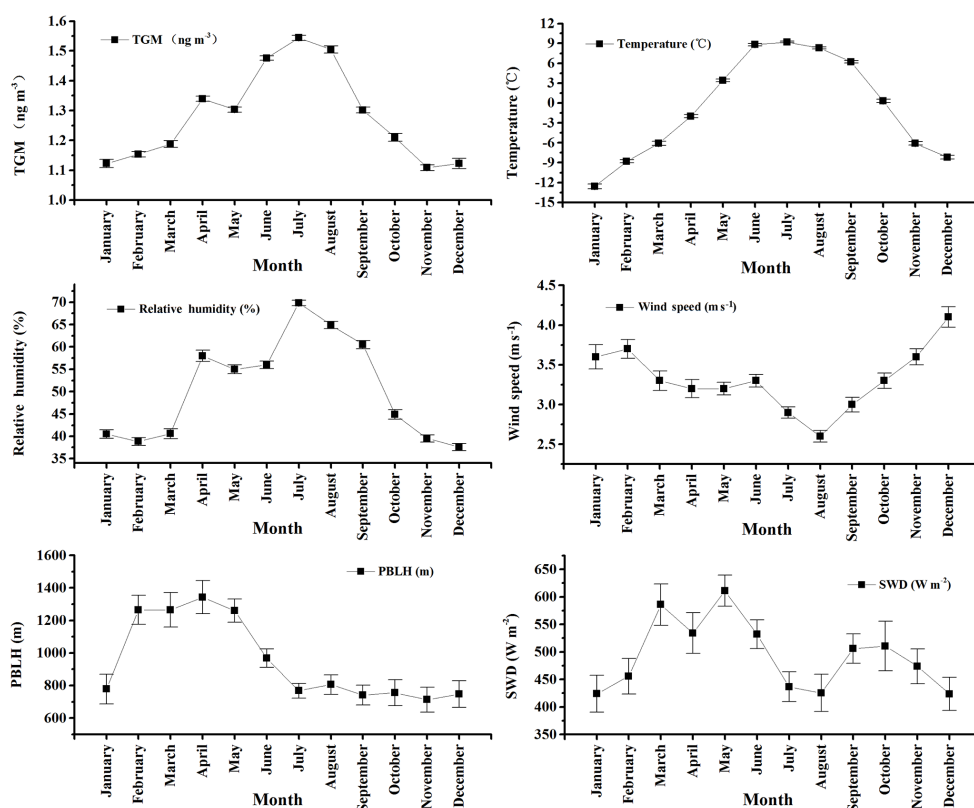 TGM （ng m⁻³）
1.6
1.5
1.4
1.3
1.2
1.1
1.0
TGM （ng m⁻³）
January
February
March
April
May
June
July
August
September
October
November
December
Month
Temperature (℃)
12
9
6
3
0
-3
-6
-9
-12
-15
Temperature (℃)
January
February
March
April
May
June
July
August
September
October
November
December
Month
Relative humidity (%)
70
65
60
55
50
45
40
35
Relative humidity (%)
January
February
March
April
May
June
July
August
September
October
November
December
Month
Wind speed (m s⁻¹)
4.5
4.0
3.5
3.0
2.5
Wind speed (m s⁻¹)
January
February
March
April
May
June
July
August
September
October
November
December
Month
PBLH (m)
1600
1400
1200
1000
800
600
PBLH (m)
January
February
March
April
May
June
July
August
September
October
November
December
Month
SWD (W m⁻²)
650
600
550
500
450
400
350
SWD (W m⁻²)
January
February
March
April
May
June
July
August
September
October
November
December
Month